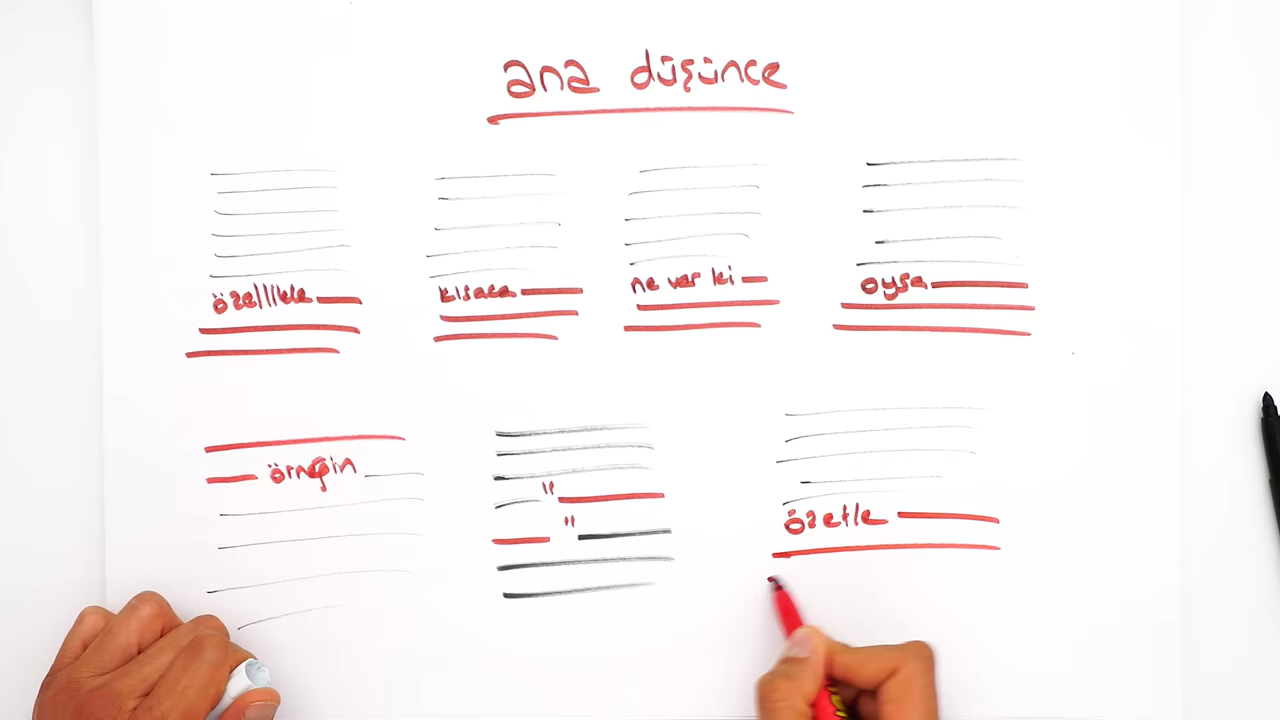 ana düşünce
özellikle
kısaca
ne var ki
oysa
örneğin
"
"
özetle